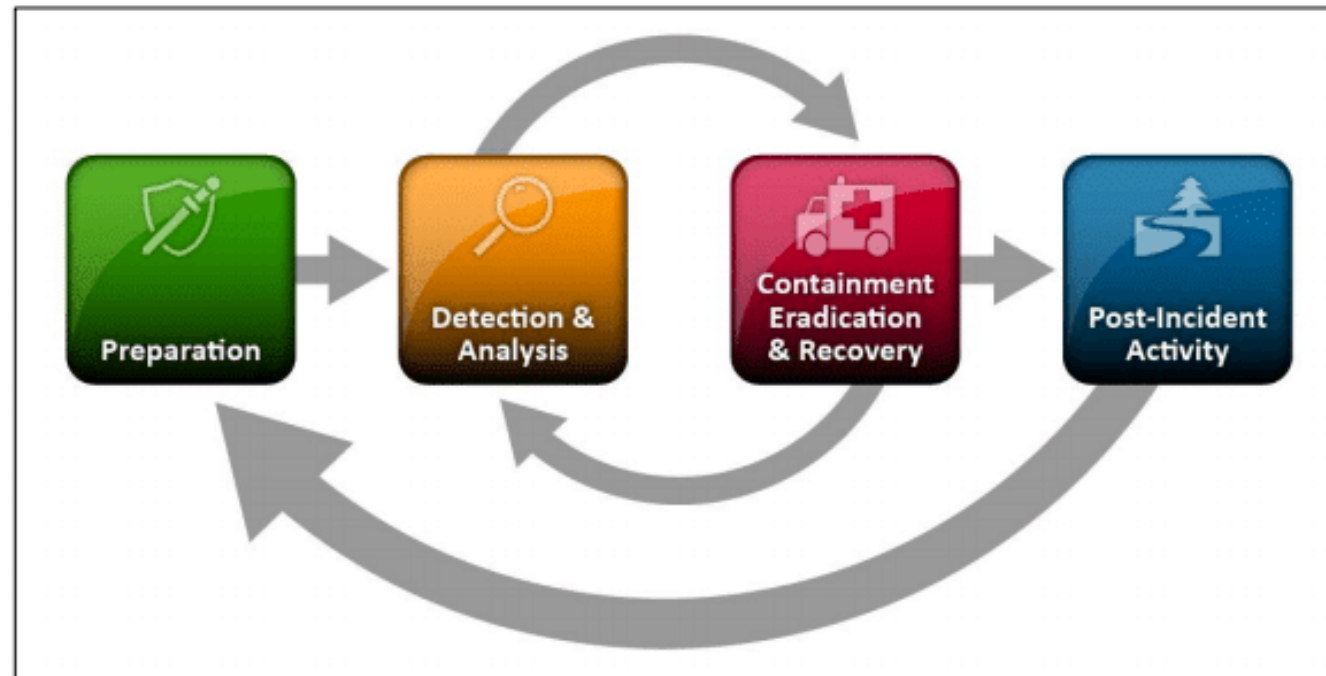 Preparation
Detection &
Analysis
Containment
Eradication
& Recovery
Post-Incident
Activity